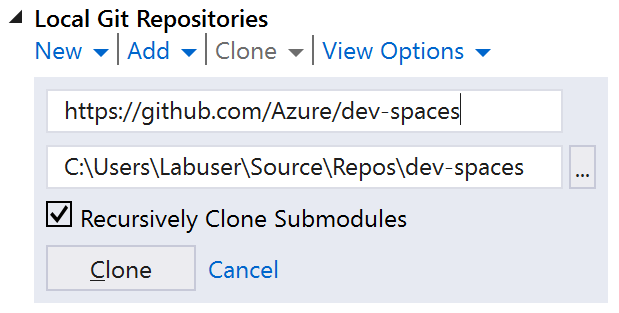 Local Git Repositories
New Add Clone View Options
https://github.com/Azure/dev-spaces
C:\Users\Labuser\Source\Repos\dev-spaces ...
Recursively Clone Submodules
Clone Cancel